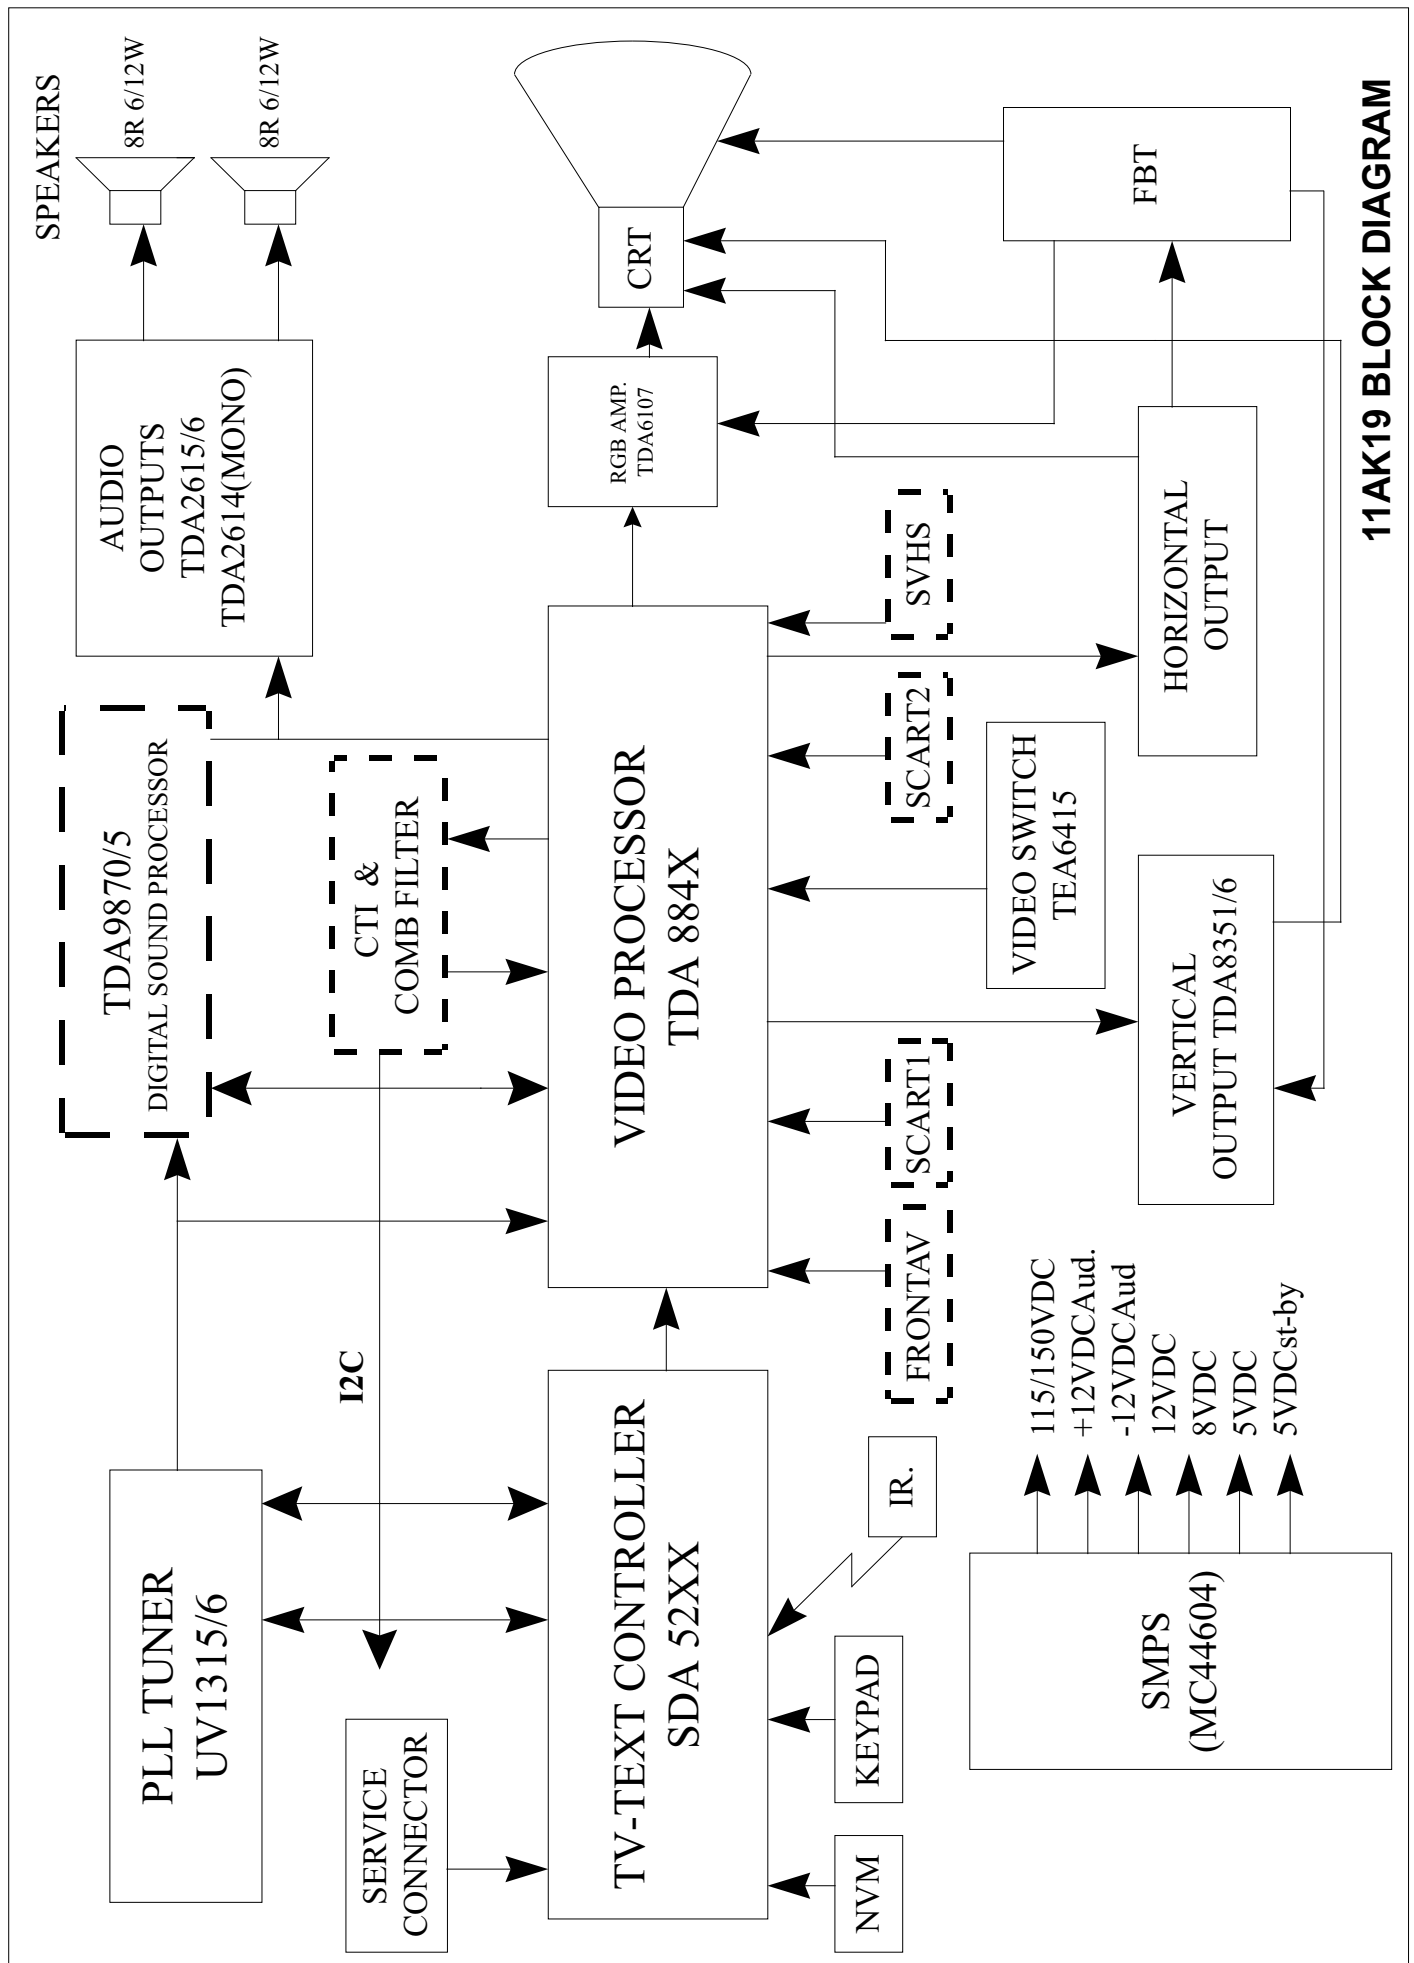 SPEAKERS
8R 6/12W
8R 6/12W
AUDIO
OUTPUTS
TDA2615/6
TDA2614(MONO)
TDA9870/5
DIGITAL SOUND PROCESSOR
PLL TUNER
UV1315/6
CTI &
COMB FILTER
I2C
SERVICE
CONNECTOR
CRT
RGB AMP.
TDA6107
VIDEO PROCESSOR
TDA 884X
TV-TEXT CONTROLLER
SDA 52XX
NVM
KEYPAD
IR.
FRONTAV
SCART1
SCART2
SVHS
VIDEO SWITCH
TEA6415
FBT
HORIZONTAL
OUTPUT
VERTICAL
OUTPUT TDA8351/6
SMPS
(MC44604)
115/150VDC
+12VDCAud.
-12VDCAud
12VDC
8VDC
5VDC
5VDCst-by
11AK19 BLOCK DIAGRAM